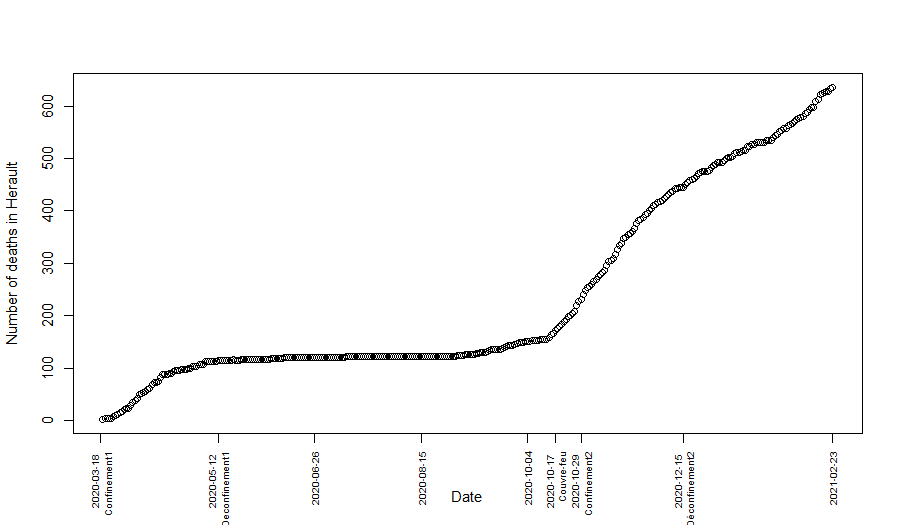 Number of deaths in Herault
600
500
400
300
200
100
0
2020-03-18
Confinement1
2020-05-12
Deconfinement1
2020-06-26
2020-08-15
2020-10-04
2020-10-17
Couvre-feu
2020-10-29
Confinement2
2020-12-15
Déconfinement2
2021-02-23
Date